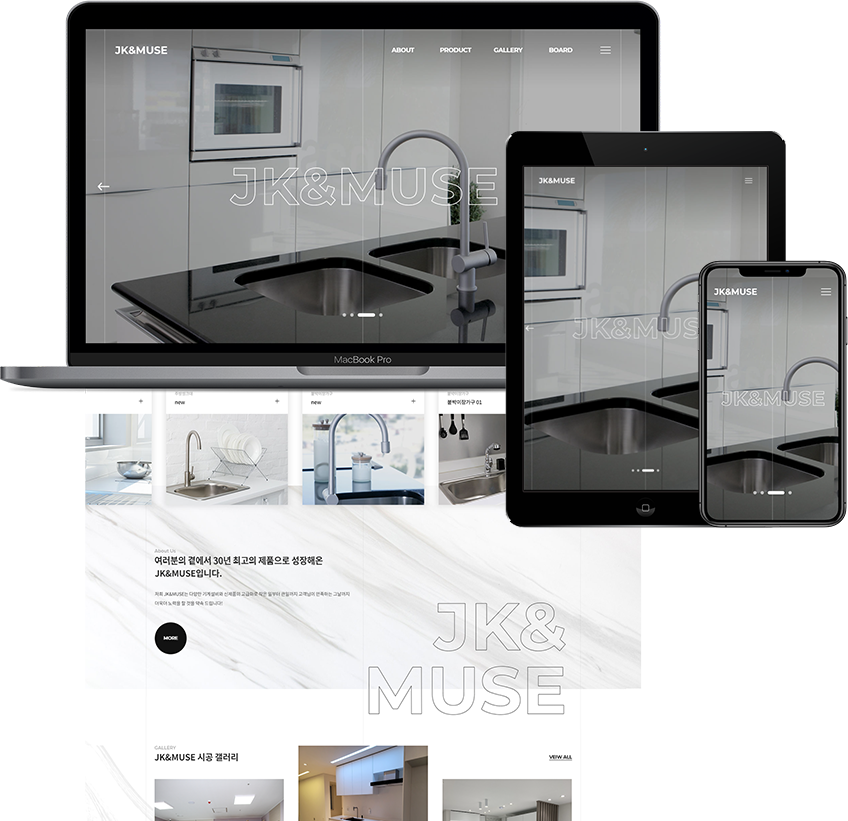 JK&MUSE
ABOUT PRODUCT GALLERY BOARD
JK&MUSE
MacBook Pro
JK&MUSE
JK&MUS
JK&MUSE
JK&MUSE
new
new
붙박이장가구 01
About Us
여러분의 곁에서 30년 최고의 제품으로 성장해온
JK&MUSE입니다.
MORE
JK&
MUSE
GALLERY
JK&MUSE 시공 갤러리
VEIW ALL